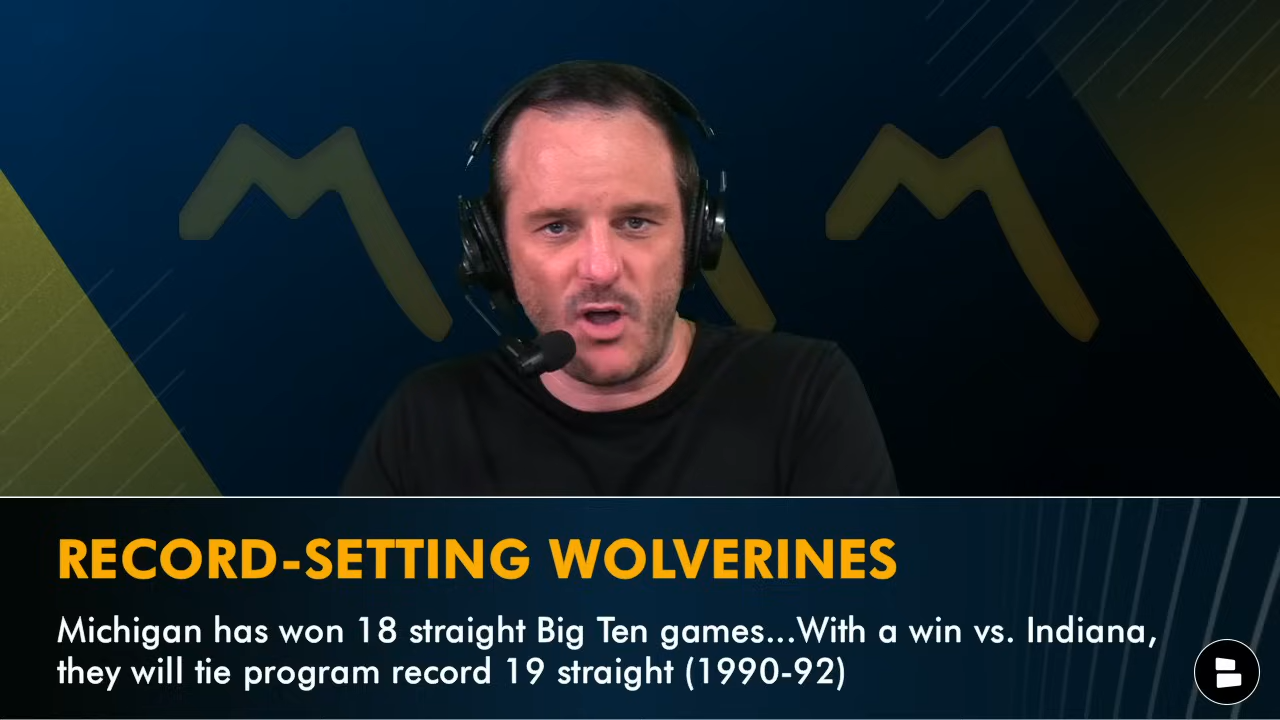 RECORD-SETTING WOLVERINES
Michigan has won 18 straight Big Ten games...With a win vs. Indiana,
they will tie program record 19 straight (1990-92)